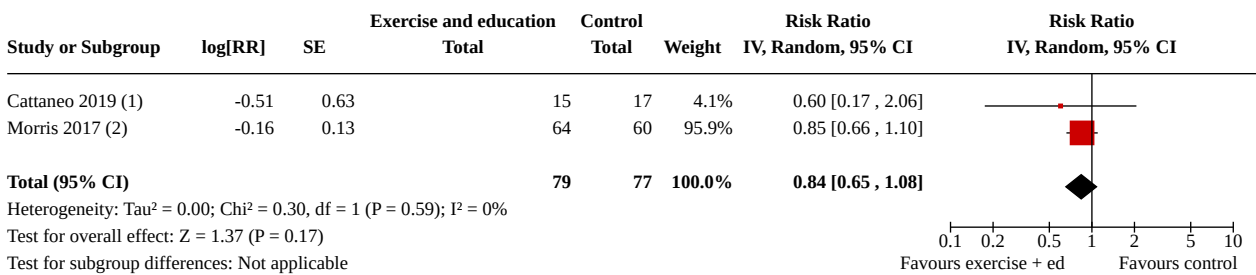 Exercise and education Control Risk Ratio Risk Ratio
Study or Subgroup log[RR] SE Total Total Weight IV, Random, 95% CI IV, Random, 95% CI
Cattaneo 2019 (1) -0.51 0.63 15 17 4.1% 0.60 [0.17 , 2.06]
Morris 2017 (2) -0.16 0.13 64 60 95.9% 0.85 [0.66 , 1.10]
Total (95% CI) 79 77 100.0% 0.84 [0.65 , 1.08]
Heterogeneity: Tau² = 0.00; Chi² = 0.30, df = 1 (P = 0.59); I² = 0%
Test for overall effect: Z = 1.37 (P = 0.17) 0.1 0.2 0.5 1 2 5 10
Test for subgroup differences: Not applicable Favours exercise + ed Favours control